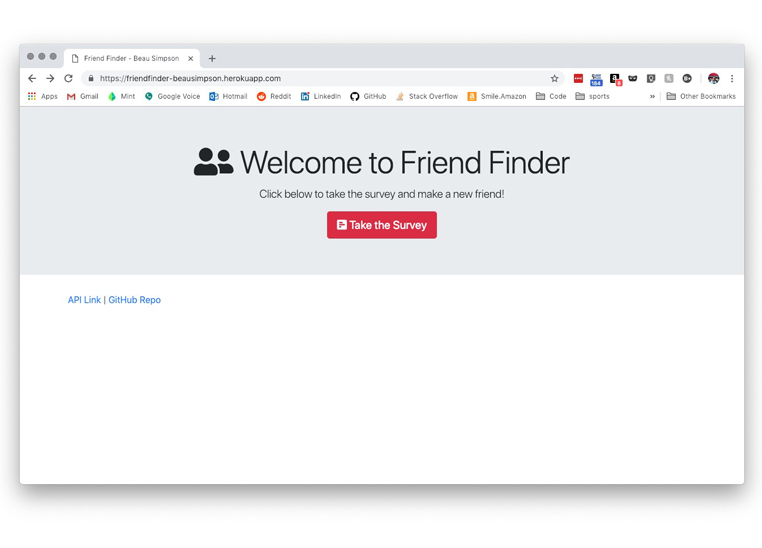 Friend Finder - Beau Simpson
https://friendfinder-beausimpson.herokuapp.com
184
9
Apps Gmail Mint Google Voice Hotmail Reddit LinkedIn GitHub Stack Overflow Smile.Amazon Code sports » Other Bookmarks
Welcome to Friend Finder
Click below to take the survey and make a new friend!
Take the Survey
API Link | GitHub Repo